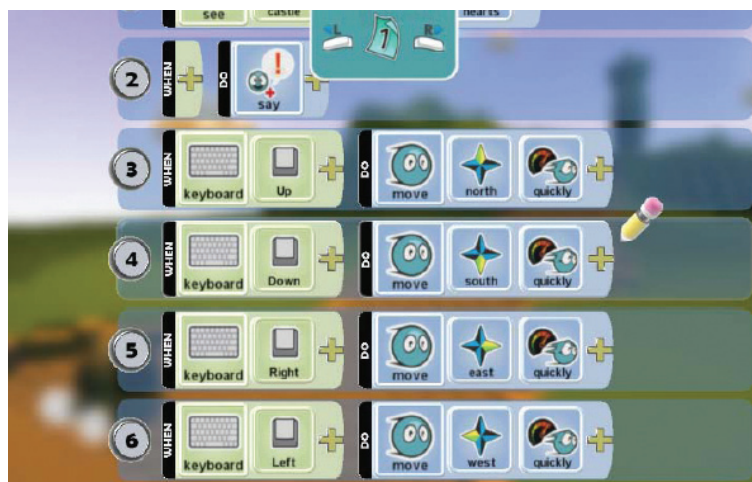 see castle hearts
L 1 R
2 WHEN DO say
3 WHEN keyboard Up DO move north quickly
4 WHEN keyboard Down DO move south quickly
5 WHEN keyboard Right DO move east quickly
6 WHEN keyboard Left DO move west quickly